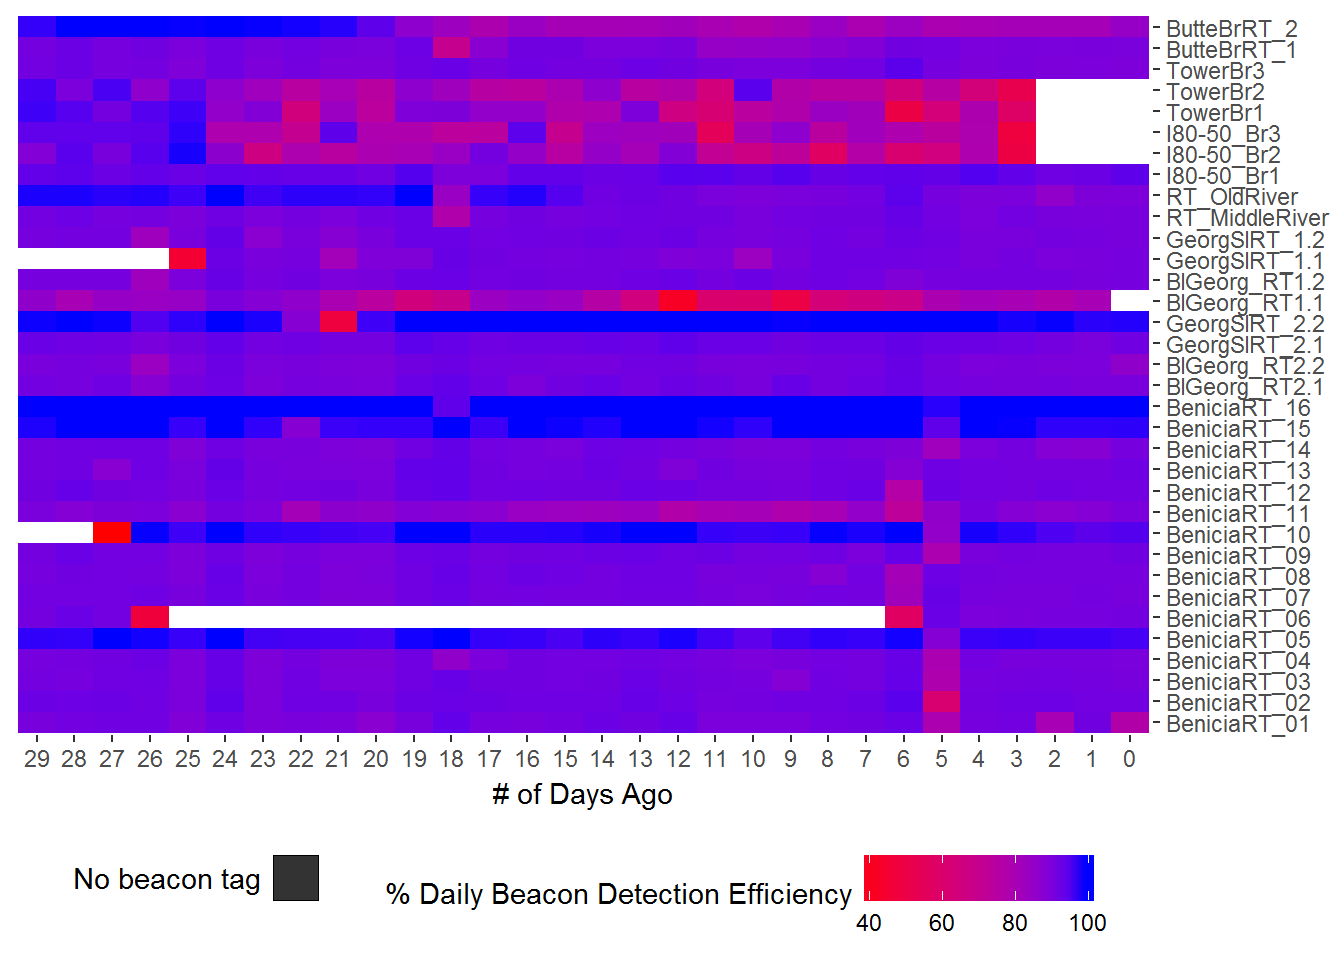 ButteBrRT_2
ButteBrRT_1
TowerBr3
TowerBr2
TowerBr1
I80-50_Br3
I80-50_Br2
I80-50_Br1
RT_OldRiver
RT_MiddleRiver
GeorgSlRT_1.2
GeorgSlRT_1.1
BlGeorg_RT1.2
BlGeorg_RT1.1
GeorgSlRT_2.2
GeorgSlRT_2.1
BlGeorg_RT2.2
BlGeorg_RT2.1
BeniciaRT_16
BeniciaRT_15
BeniciaRT_14
BeniciaRT_13
BeniciaRT_12
BeniciaRT_11
BeniciaRT_10
BeniciaRT_09
BeniciaRT_08
BeniciaRT_07
BeniciaRT_06
BeniciaRT_05
BeniciaRT_04
BeniciaRT_03
BeniciaRT_02
BeniciaRT_01
29 28 27 26 25 24 23 22 21 20 19 18 17 16 15 14 13 12 11 10 9 8 7 6 5 4 3 2 1 0
# of Days Ago
No beacon tag
% Daily Beacon Detection Efficiency
40 60 80 100